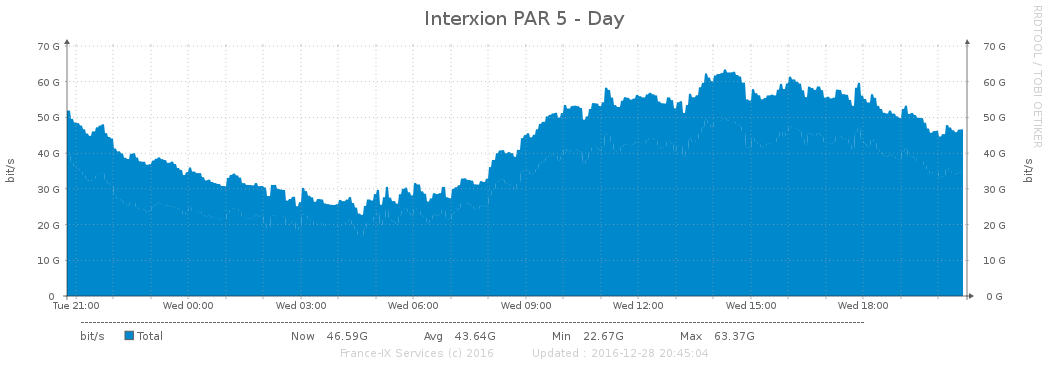 Interxion PAR 5 - Day
RRDTOOL / TOBI OETIKER
70 G 70 G
60 G 60 G
50 G 50 G
40 G 40 G
30 G 30 G
20 G 20 G
10 G 10 G
0 0 G
bit/s bit/s
Tue 21:00 Wed 00:00 Wed 03:00 Wed 06:00 Wed 09:00 Wed 12:00 Wed 15:00 Wed 18:00
bit/s Total Now 46.59G Avg 43.64G Min 22.67G Max 63.37G
France-IX Services (c) 2016 Updated : 2016-12-28 20:45:04